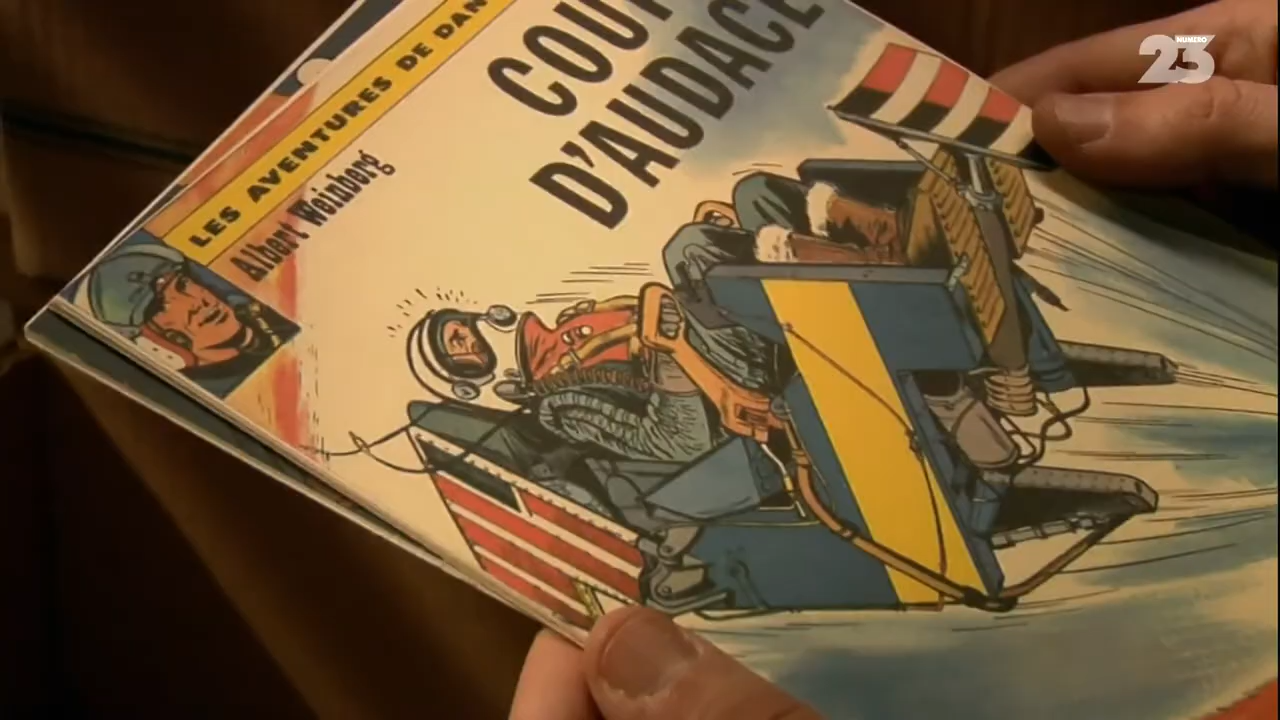 LES AVENTURES DE DAN
Albert Weinberg
COUP
D'AUDACE
NUMERO
23